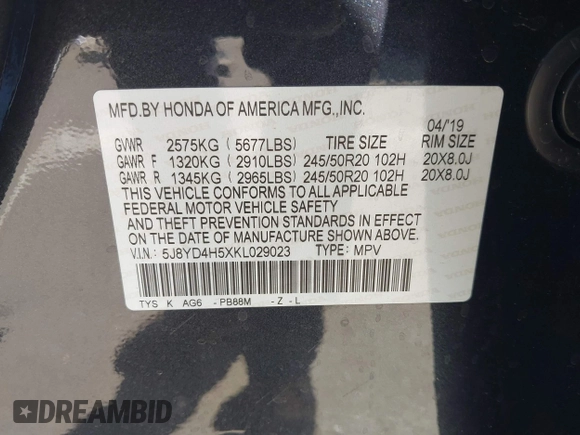 MFD.BY HONDA OF AMERICA MFG.,INC.
04/'19
GVWR 2575KG ( 5677LBS) TIRE SIZE RIM SIZE
GAWR F 1320KG ( 2910LBS) 245/50R20 102H 20X8.0J
GAWR R 1345KG ( 2965LBS) 245/50R20 102H 20X8.0J
THIS VEHICLE CONFORMS TO ALL APPLICABLE
FEDERAL MOTOR VEHICLE SAFETY
AND THEFT PREVENTION STANDARDS IN EFFECT
ON THE DATE OF MANUFACTURE SHOWN ABOVE.
V.I.N.: 5J8YD4H5XKL029023 TYPE: MPV
TYS K AG6 -PB88M -Z -L
DREAMBID